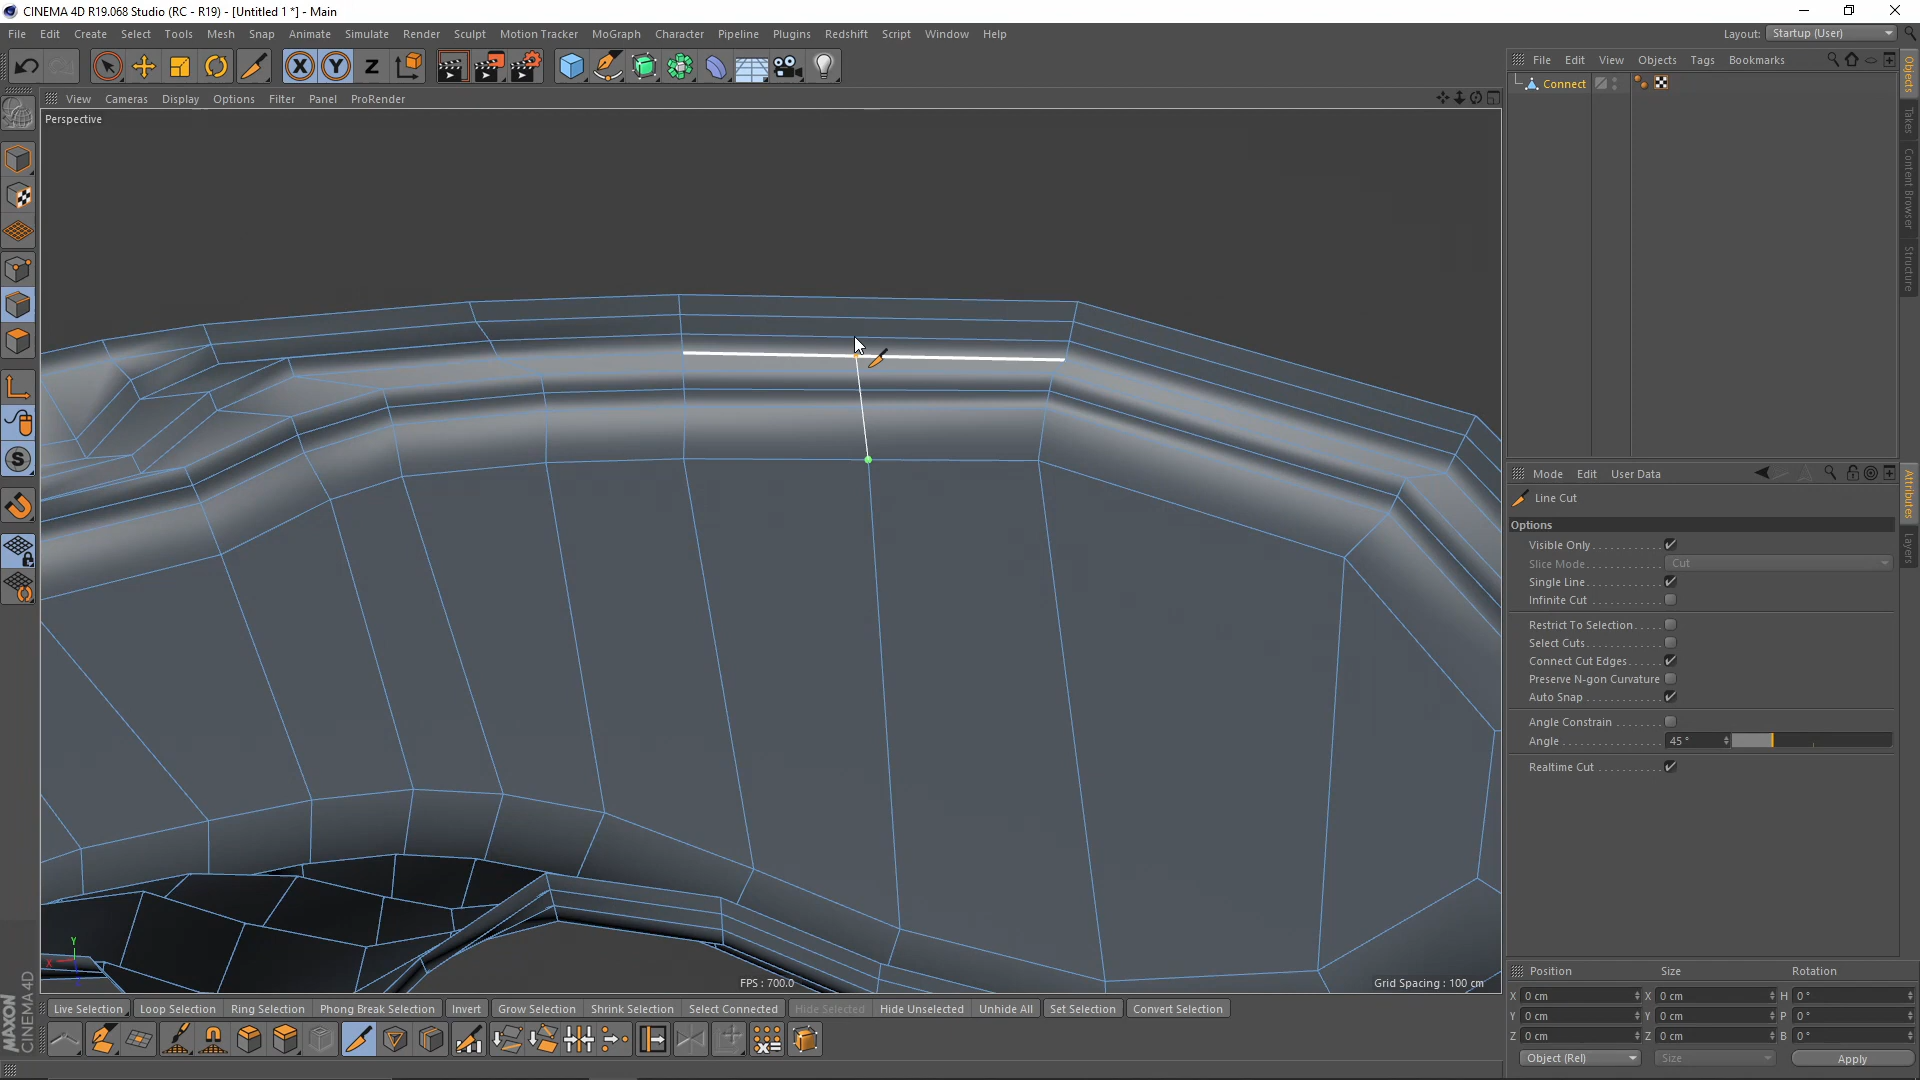 CINEMA 4D R19.068 Studio (RC - R19) - [Untitled 1 *] - Main
File Edit Create Select Tools Mesh Snap Animate Simulate Render Sculpt Motion Tracker MoGraph Character Pipeline Plugins Redshift Script Window Help
Layout: Startup (User)
X Y Z
File Edit View Objects Tags Bookmarks
View Cameras Display Options Filter Panel ProRender
Perspective
Connect
Objects
Takes
Content Browser
Structure
S
Mode Edit User Data
Line Cut
Options
Visible Only
Slice Mode Cut
Single Line
Infinite Cut
Restrict To Selection
Select Cuts
Connect Cut Edges
Preserve N-gon Curvature
Auto Snap
Angle Constrain
Angle 45 °
Realtime Cut
Attributes
Layers
Y
X
FPS : 700.0
Grid Spacing : 100 cm
Live Selection Loop Selection Ring Selection Phong Break Selection Invert Grow Selection Shrink Selection Select Connected Hide Selected Hide Unselected Unhide All Set Selection Convert Selection
MAXON
CINEMA 4D
Position Size Rotation
X 0 cm X 0 cm H 0 °
Y 0 cm Y 0 cm P 0 °
Z 0 cm Z 0 cm B 0 °
Object (Rel) Size Apply